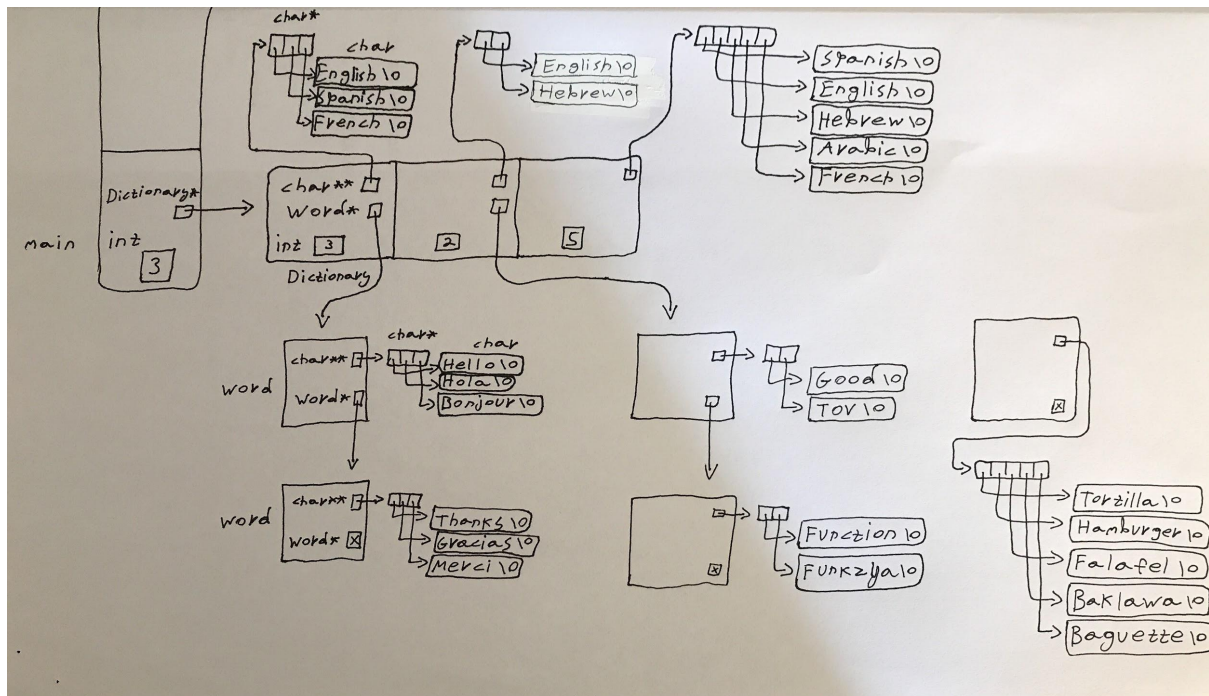 char*
char
English\0
Spanish\0
French\0
English\0
Hebrew\0
Spanish\0
English\0
Hebrew\0
Arabic\0
French\0
main
Dictionary*
int
3
char**
Word*
int 3
2
5
Dictionary
word
char**
word*
char*
char
Hello\0
Hola\0
Bonjour\0
Good\0
Tov\0
word
char**
word*
Thanks\0
Gracias\0
Merci\0
Function\0
Funkzya\0
Tortilla\0
Hamburger\0
Falafel\0
Baklawa\0
Baguette\0